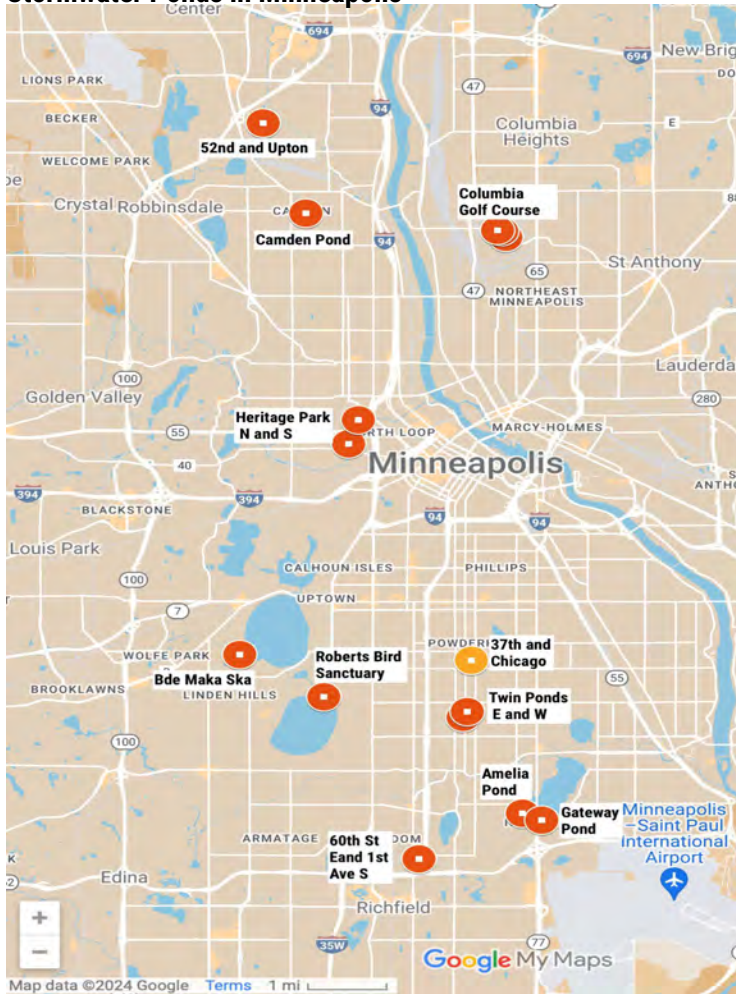 Stormwater Ponds in Minneapolis
Center
694
694
New Brig
LIONS PARK
47
94
BECKER
52nd and Upton
Columbia
Heights
E
WELCOME PARK
Columbia
Golf Course
Crystal
Robbinsdale
Camden Pond
94
65
St Anthony
47
NORTHEAST
MINNEAPOLIS
100
Lauderda
Golden Valley
280
Heritage Park
N and S
55
RTH LOOP
MARCY-HOLMES
40
Minneapolis
394
394
ANTH
BLACKSTONE
94
94
Louis Park
CALHOUN ISLES
PHILLIPS
100
UPTOWN
7
WOLFE PARK
Roberts Bird
Sanctuary
POWDERH
37th and
Chicago
Bde Maka Ska
LINDEN HILLS
BROOKLAWNS
55
Twin Ponds
E and W
100
Amelia
Pond
Gateway
Pond
Minneapolis
–Saint Paul
International
Airport
ARMATAGE
60th St
Eand 1st
Ave S
DOM
Edina
Richfield
35W
77
Google My Maps
Map data ©2024 Google
Terms
1 mi